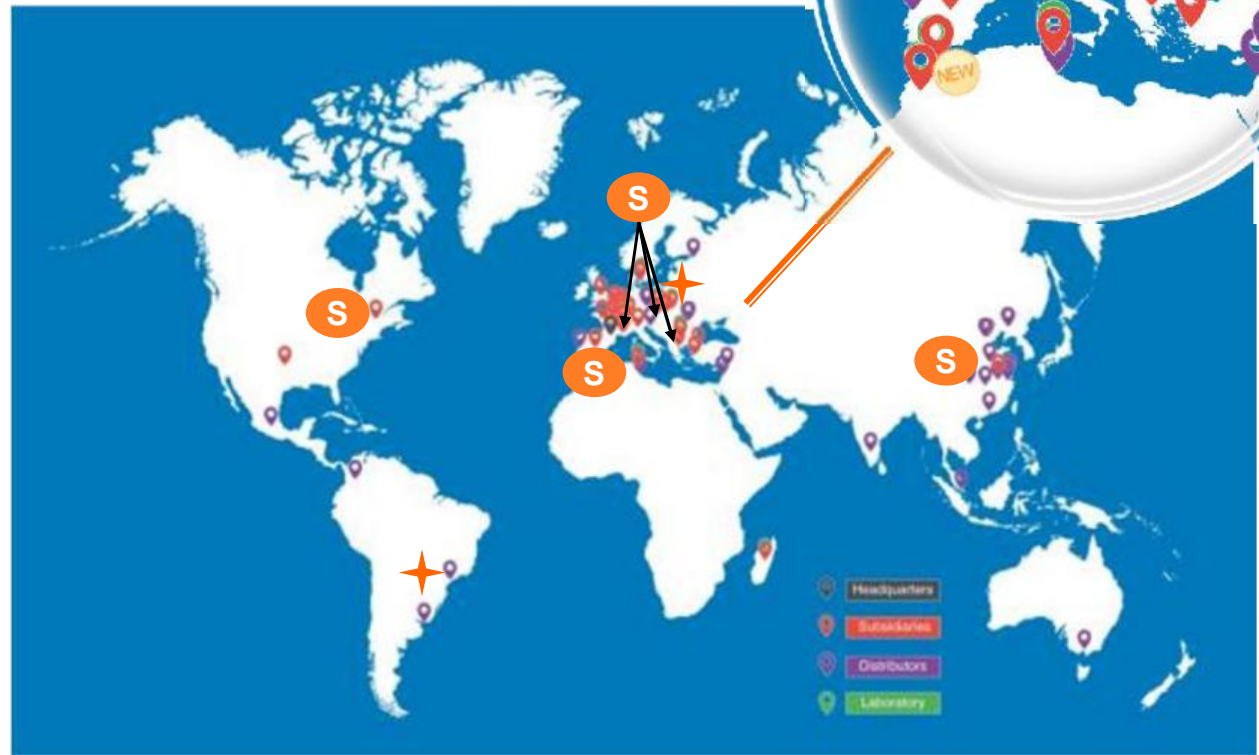 NEW
S
S
S
S
Headquarters
Subsidiaries
Distributors
Laboratory